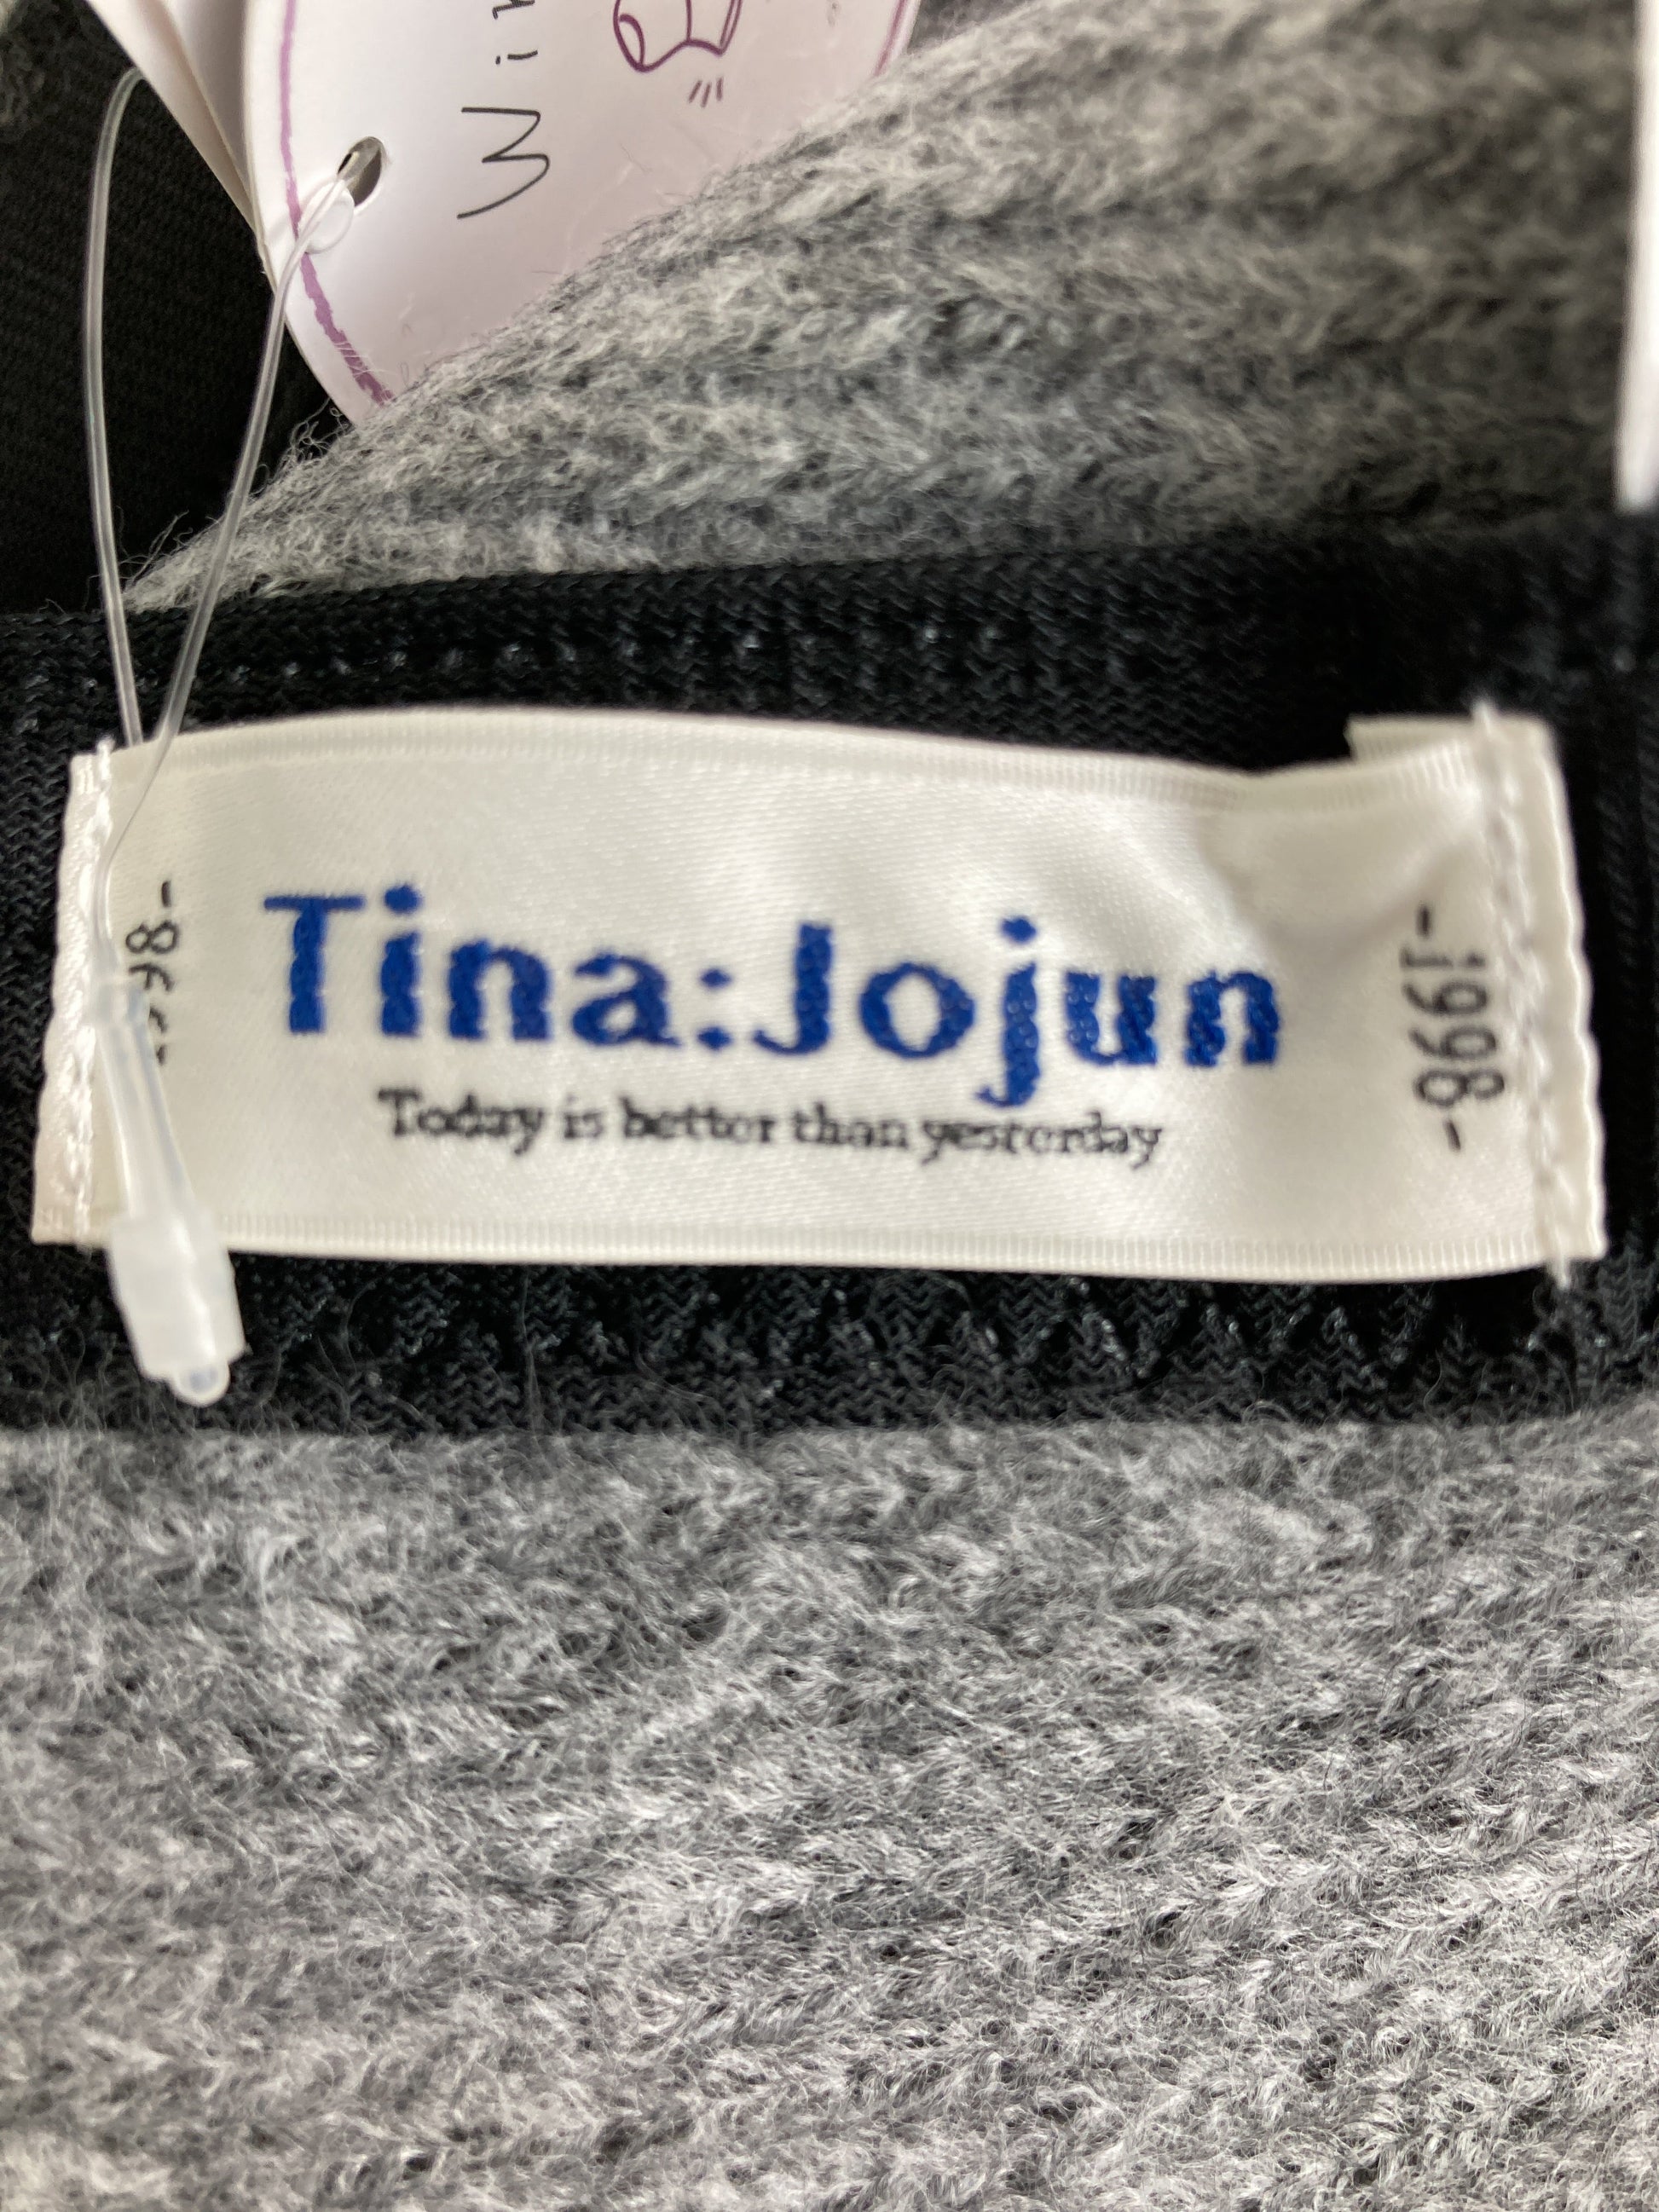 Tina:Jojun
Today is better than yesterday
-1998-